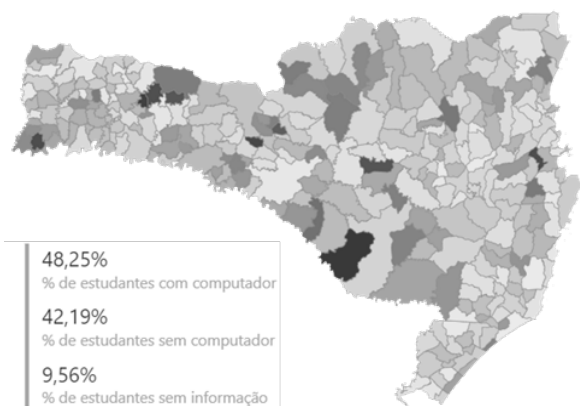 48,25%
% de estudantes com computador
42,19%
% de estudantes sem computador
9,56%
% de estudantes sem informação